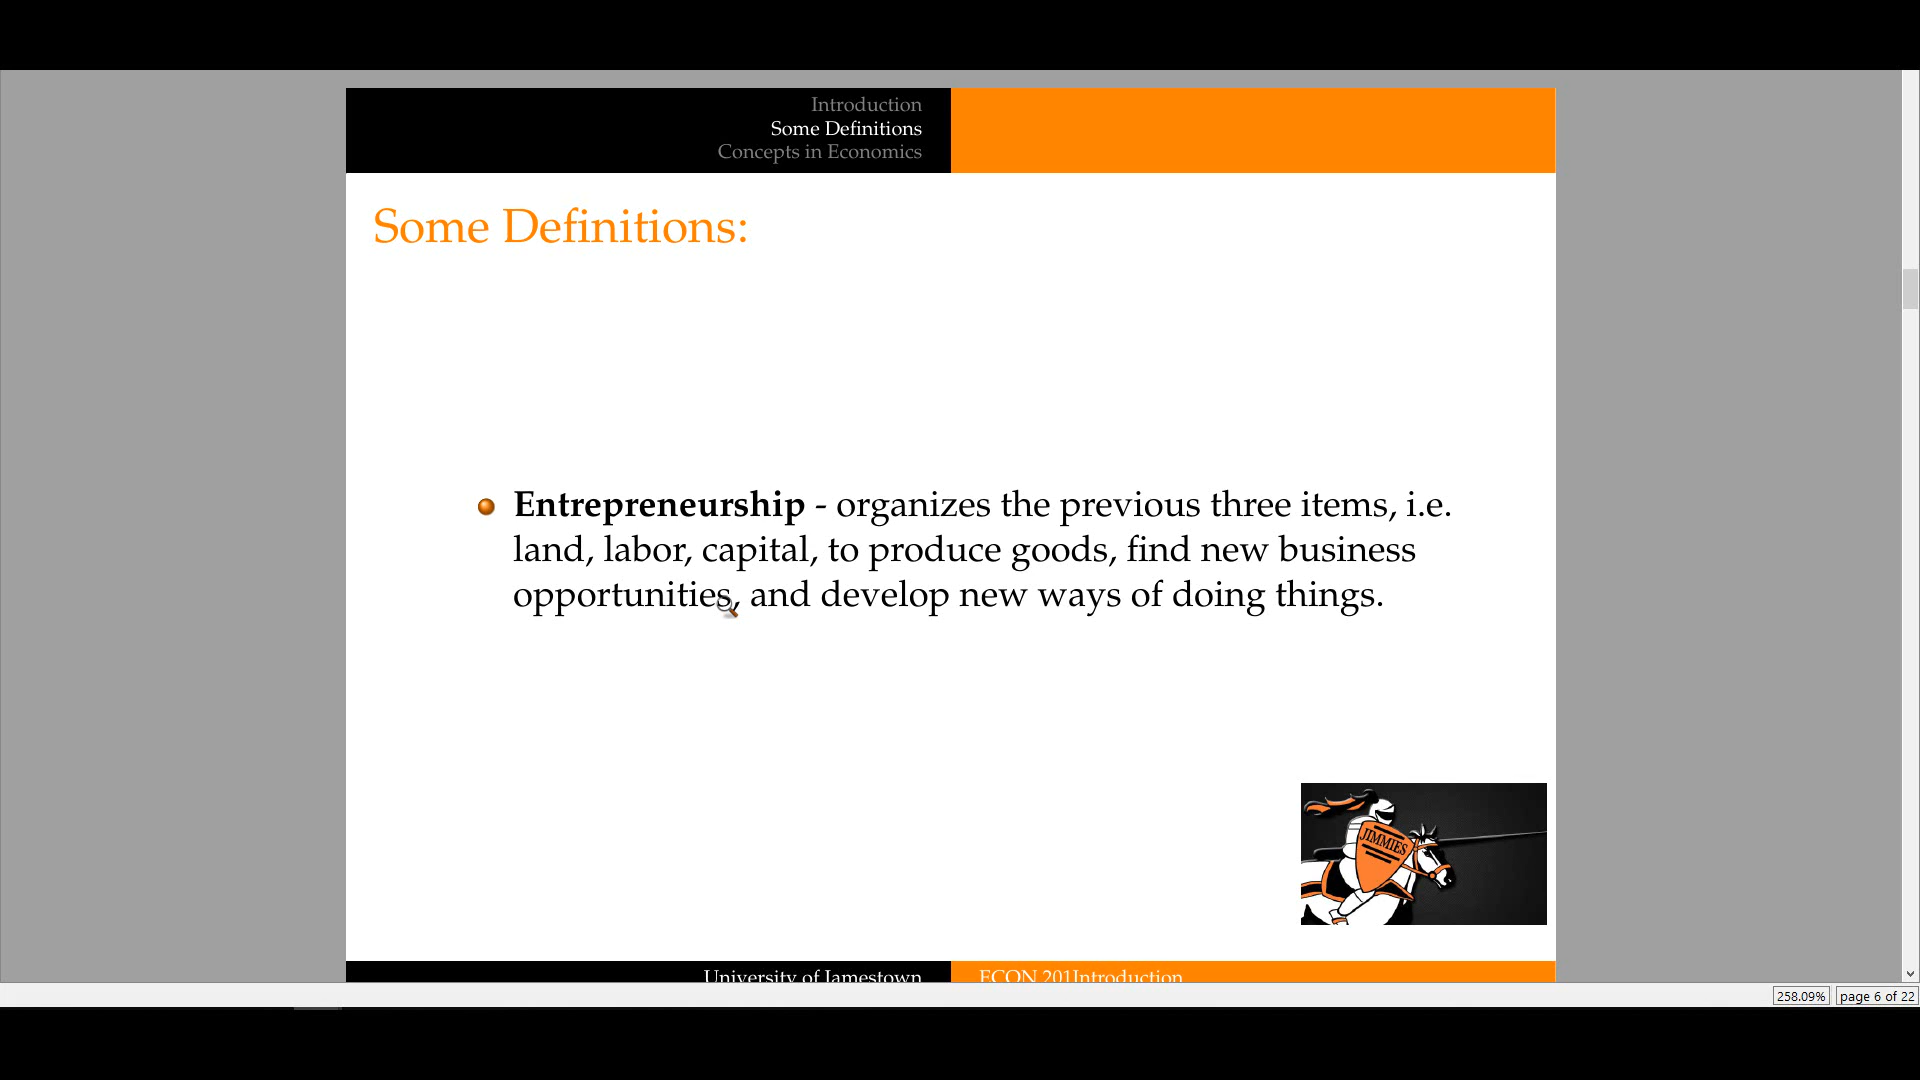 Introduction
Some Definitions
Concepts in Economics
Some Definitions:
Entrepreneurship - organizes the previous three items, i.e.
land, labor, capital, to produce goods, find new business
opportunities, and develop new ways of doing things.
JIMMIES
University of Jamestown
ECON 201Introduction
258.09%
page 6 of 22